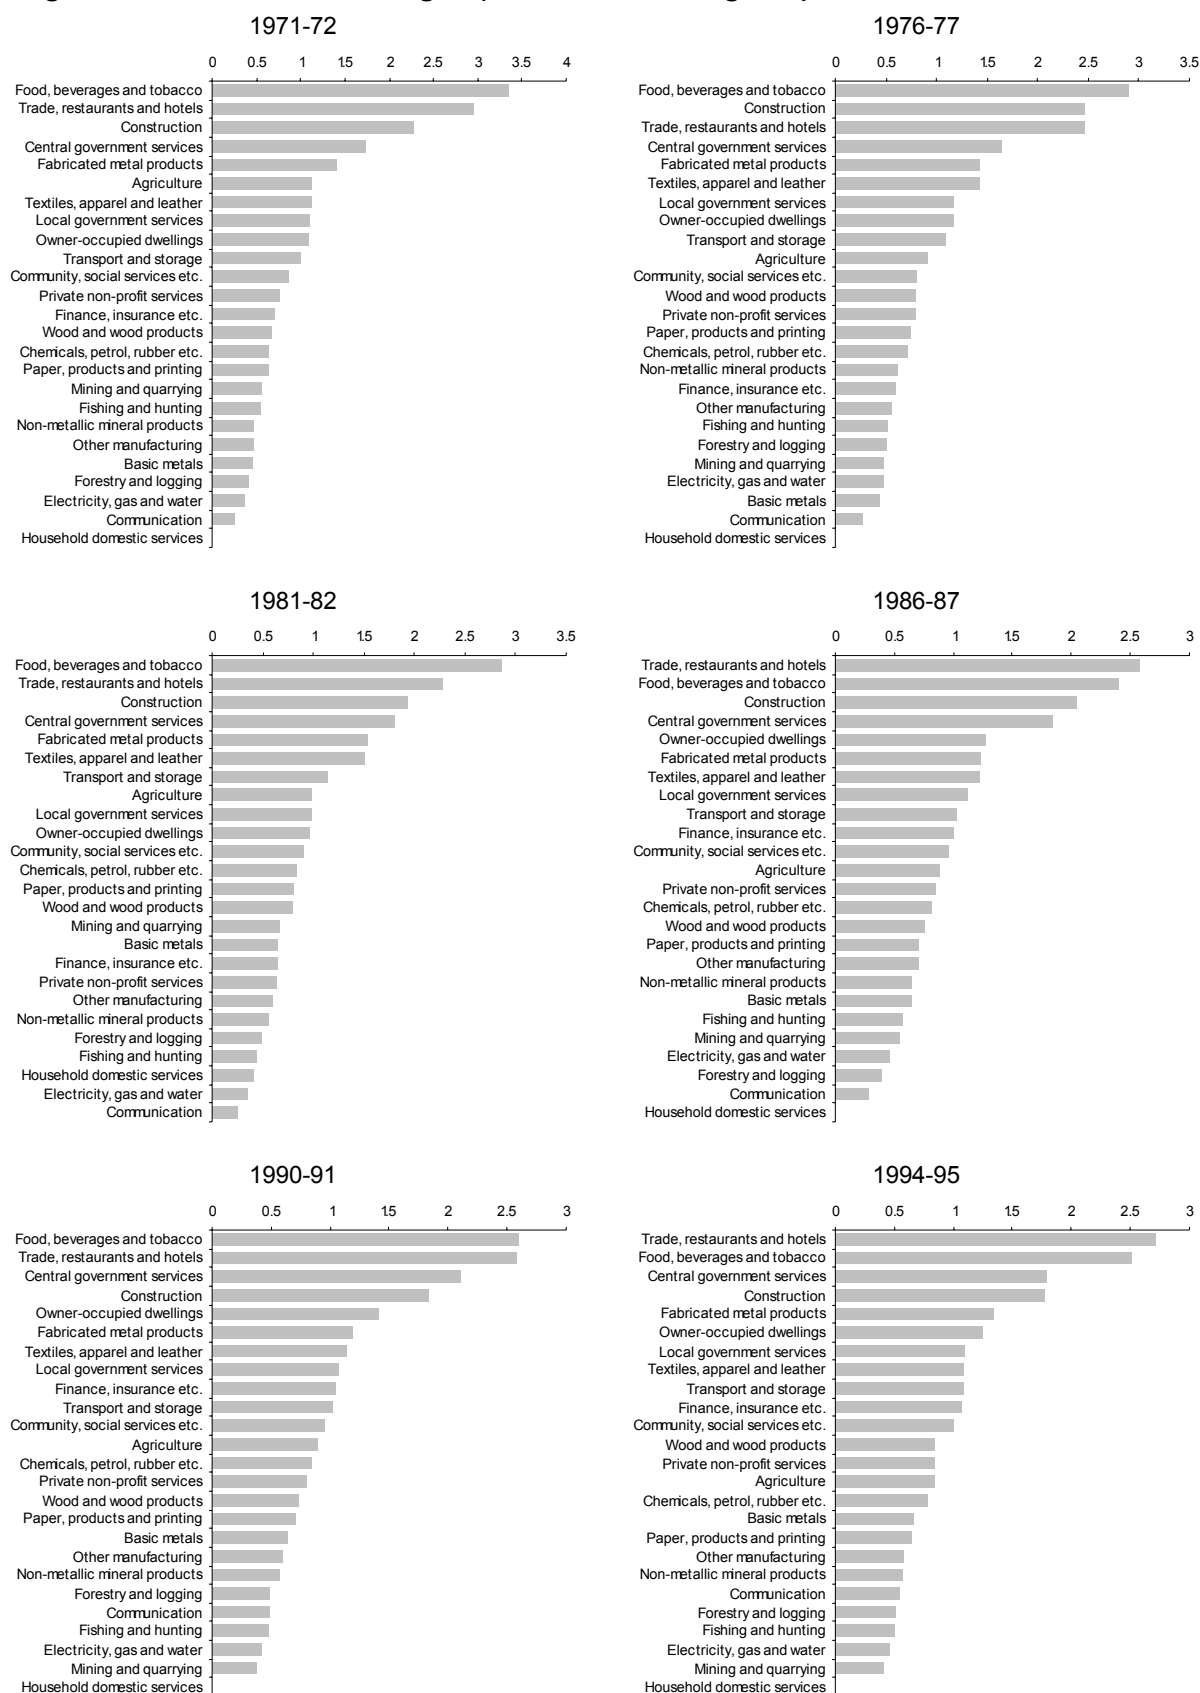 1971-72
0 0.5 1 1.5 2 2.5 3 3.5 4
Food, beverages and tobacco
Trade, restaurants and hotels
Construction
Central government services
Fabricated metal products
Agriculture
Textiles, apparel and leather
Local government services
Owner-occupied dwellings
Transport and storage
Community, social services etc.
Private non-profit services
Finance, insurance etc.
Wood and wood products
Chemicals, petrol, rubber etc.
Paper, products and printing
Mining and quarrying
Fishing and hunting
Non-metallic mineral products
Other manufacturing
Basic metals
Forestry and logging
Electricity, gas and water
Communication
Household domestic services
1976-77
0 0.5 1 1.5 2 2.5 3 3.5
Food, beverages and tobacco
Construction
Trade, restaurants and hotels
Central government services
Fabricated metal products
Textiles, apparel and leather
Local government services
Owner-occupied dwellings
Transport and storage
Agriculture
Community, social services etc.
Wood and wood products
Private non-profit services
Paper, products and printing
Chemicals, petrol, rubber etc.
Non-metallic mineral products
Finance, insurance etc.
Other manufacturing
Fishing and hunting
Forestry and logging
Mining and quarrying
Electricity, gas and water
Basic metals
Communication
Household domestic services
1981-82
0 0.5 1 1.5 2 2.5 3 3.5
Food, beverages and tobacco
Trade, restaurants and hotels
Construction
Central government services
Fabricated metal products
Textiles, apparel and leather
Transport and storage
Agriculture
Local government services
Owner-occupied dwellings
Community, social services etc.
Chemicals, petrol, rubber etc.
Paper, products and printing
Wood and wood products
Mining and quarrying
Basic metals
Finance, insurance etc.
Private non-profit services
Other manufacturing
Non-metallic mineral products
Forestry and logging
Fishing and hunting
Household domestic services
Electricity, gas and water
Communication
1986-87
0 0.5 1 1.5 2 2.5 3
Trade, restaurants and hotels
Food, beverages and tobacco
Construction
Central government services
Owner-occupied dwellings
Fabricated metal products
Textiles, apparel and leather
Local government services
Transport and storage
Finance, insurance etc.
Community, social services etc.
Agriculture
Private non-profit services
Chemicals, petrol, rubber etc.
Wood and wood products
Paper, products and printing
Other manufacturing
Non-metallic mineral products
Basic metals
Fishing and hunting
Mining and quarrying
Electricity, gas and water
Forestry and logging
Communication
Household domestic services
1990-91
0 0.5 1 1.5 2 2.5 3
Food, beverages and tobacco
Trade, restaurants and hotels
Central government services
Construction
Owner-occupied dwellings
Fabricated metal products
Textiles, apparel and leather
Local government services
Finance, insurance etc.
Transport and storage
Community, social services etc.
Agriculture
Chemicals, petrol, rubber etc.
Private non-profit services
Wood and wood products
Paper, products and printing
Basic metals
Other manufacturing
Non-metallic mineral products
Forestry and logging
Communication
Fishing and hunting
Electricity, gas and water
Mining and quarrying
Household domestic services
1994-95
0 0.5 1 1.5 2 2.5 3
Trade, restaurants and hotels
Food, beverages and tobacco
Central government services
Construction
Fabricated metal products
Owner-occupied dwellings
Local government services
Textiles, apparel and leather
Transport and storage
Finance, insurance etc.
Community, social services etc.
Wood and wood products
Private non-profit services
Agriculture
Chemicals, petrol, rubber etc.
Basic metals
Paper, products and printing
Other manufacturing
Non-metallic mineral products
Communication
Forestry and logging
Fishing and hunting
Electricity, gas and water
Mining and quarrying
Household domestic services